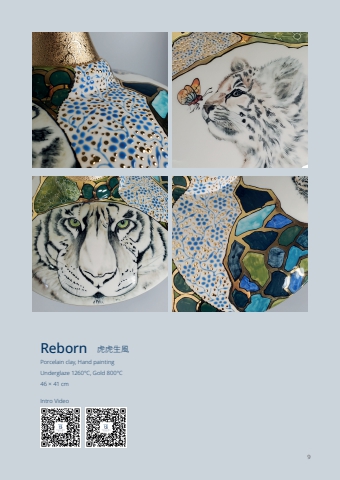 Reborn 虎虎生風
Porcelain clay, Hand painting
Underglaze 1260°C, Gold 800°C
46 × 41 cm
Intro Video
9